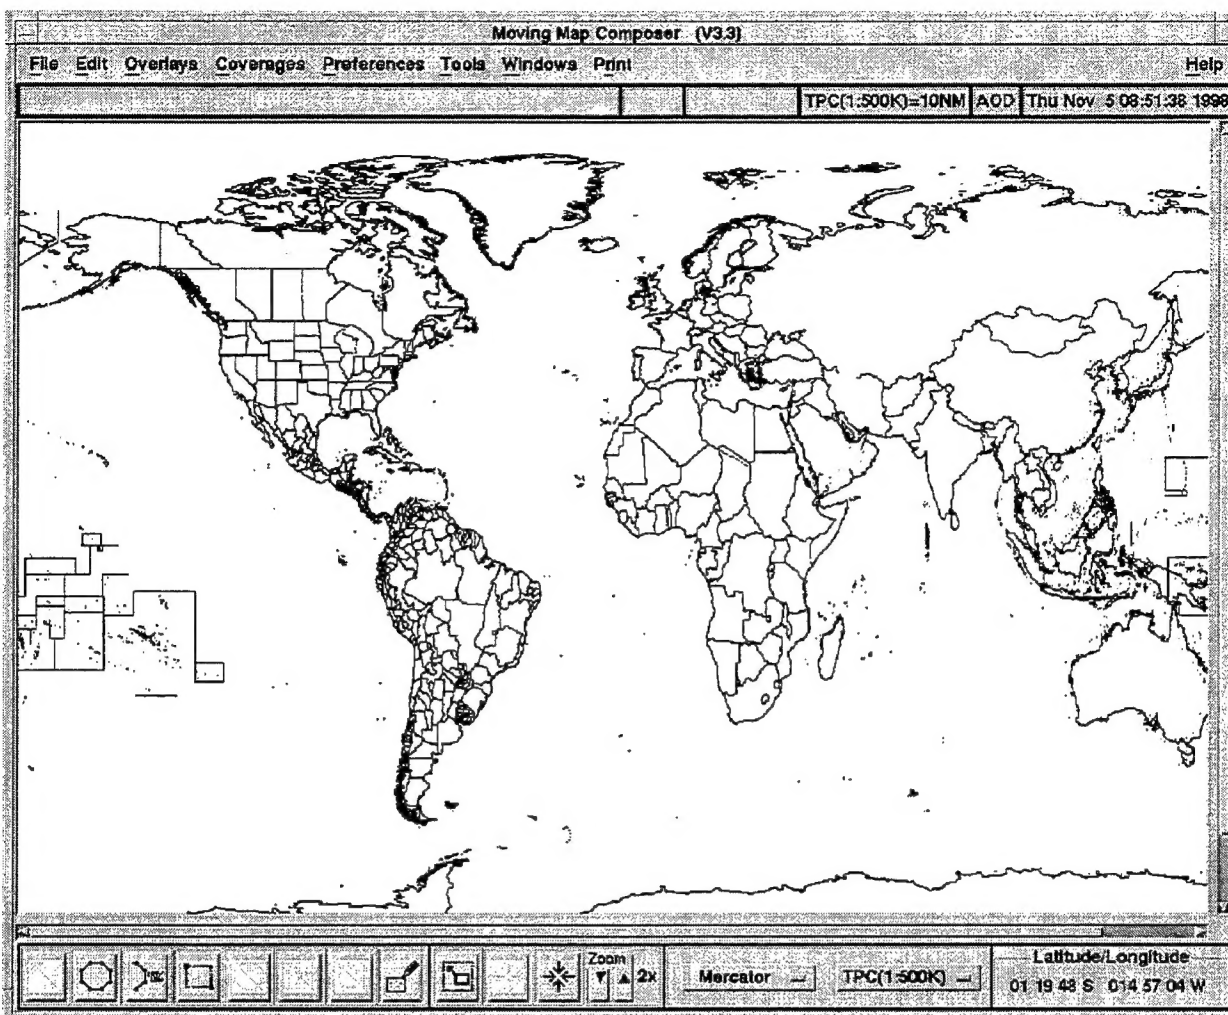 Moving Map Composer (V3.3)
File Edit Overlays Coverages Preferences Tools Windows Print Help
TPC(1:500K)=10NM AOD Thu Nov 5 08:51:38 1998
Zoom
2x
Mercator TPC(1:500K)
Latitude/Longitude
01 19 48 S 014 57 04 W